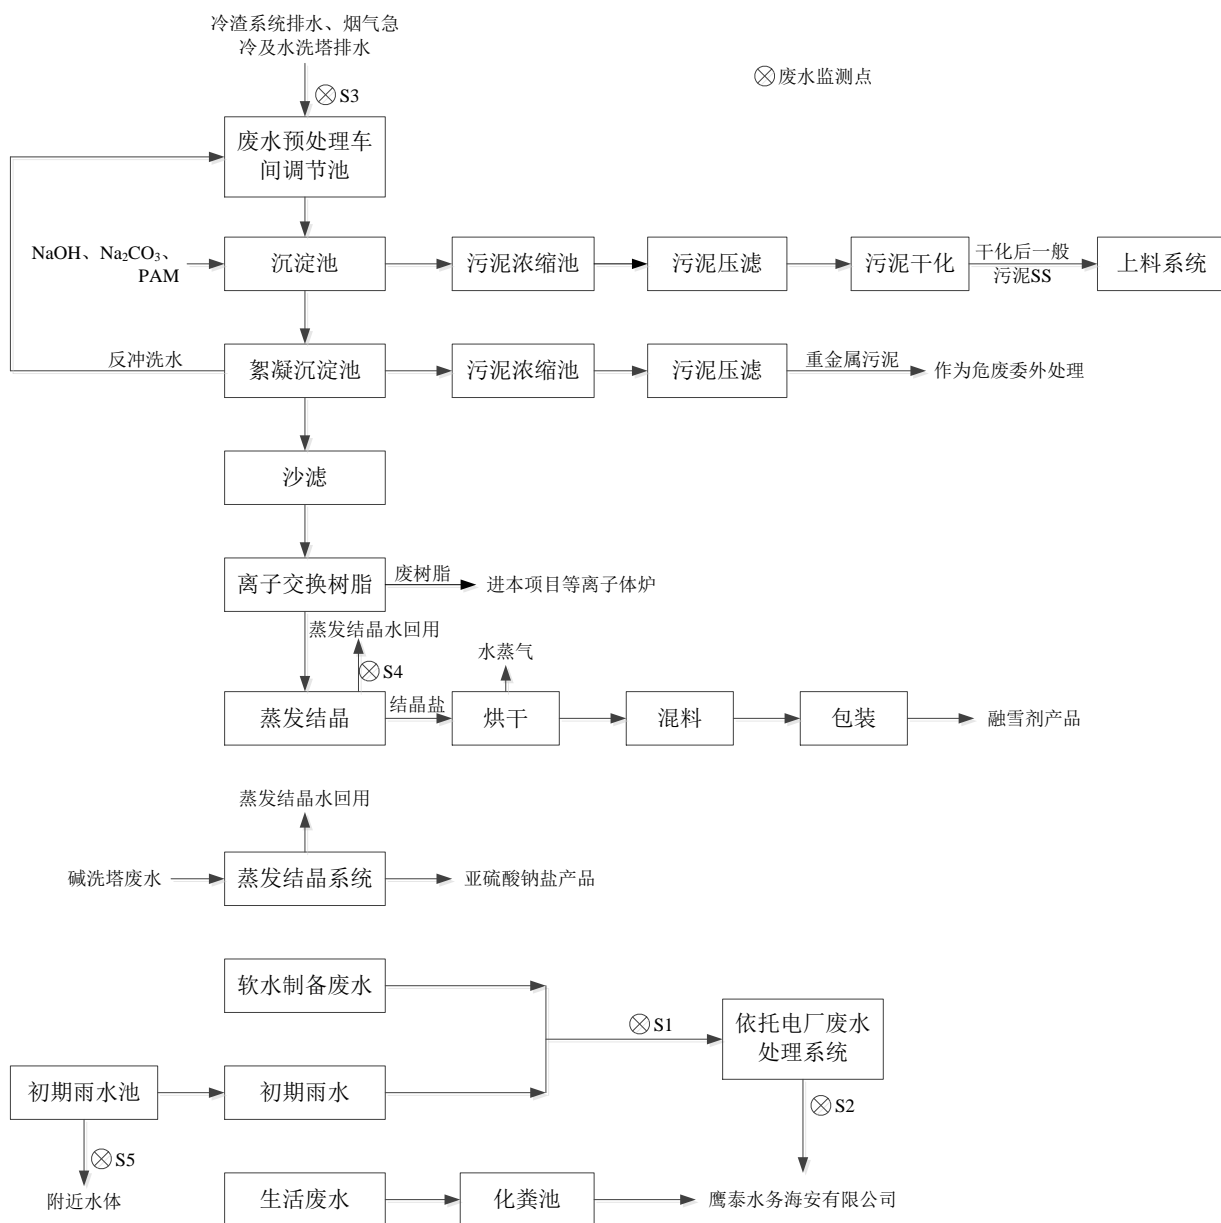 冷渣系统排水、烟气急
冷及水洗塔排水
废水监测点
S3
废水预处理车
间调节池
NaOH、Na₂CO₃、
PAM
沉淀池
污泥浓缩池
污泥压滤
污泥干化
干化后一般
污泥SS
上料系统
反冲洗水
絮凝沉淀池
污泥浓缩池
污泥压滤
重金属污泥
作为危废委外处理
沙滤
离子交换树脂
废树脂
进本项目等离子体炉
蒸发结晶水回用
S4
水蒸气
蒸发结晶
结晶盐
烘干
混料
包装
融雪剂产品
蒸发结晶水回用
碱洗塔废水
蒸发结晶系统
亚硫酸钠盐产品
软水制备废水
S1
依托电厂废水
处理系统
初期雨水池
初期雨水
S2
S5
附近水体
生活废水
化粪池
鹰泰水务海安有限公司